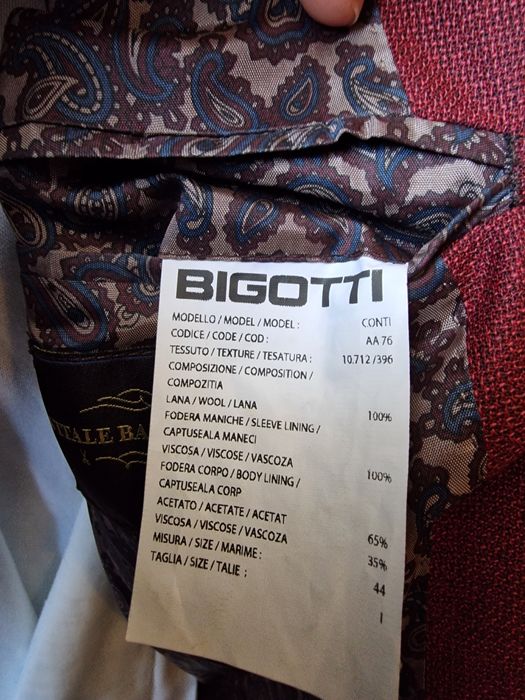 BIGOTTI
MODELLO / MODEL / MODEL : CONTI
CODICE / CODE / COD : AA 76
TESSUTO / TEXTURE / TESATURA : 10.712 /396
COMPOSIZIONE / COMPOSITION /
COMPOZITIA
LANA / WOOL / LANA 100%
FODERA MANICHE / SLEEVE LINING /
CAPTUSEALA MANECI
VISCOSA / VISCOSE / VASCOZA 100%
FODERA CORPO / BODY LINING /
CAPTUSEALA CORP
ACETATO / ACETATE / ACETAT 65%
VISCOSA / VISCOSE / VASCOZA 35%
MISURA / SIZE / MARIME : 44
TAGLIA / SIZE / TALIE ; I